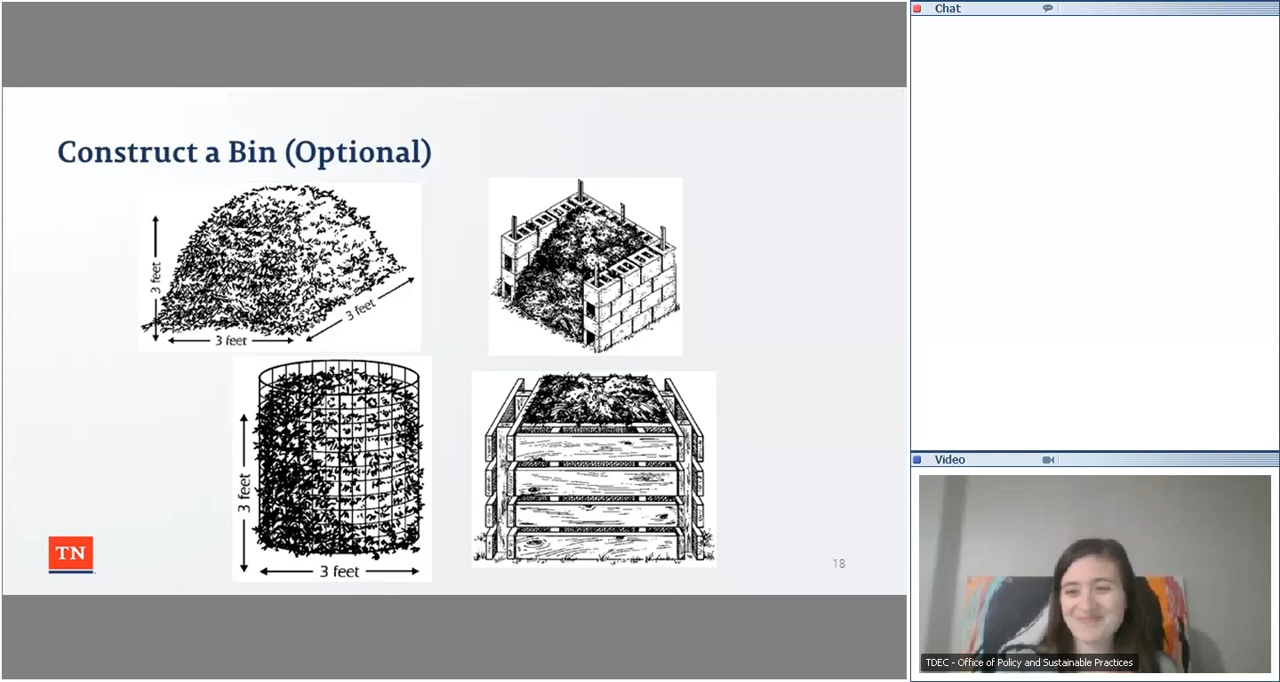 Construct a Bin (Optional)
3 feet
3 feet
3 feet
3 feet
3 feet
TN
18
Chat
Video
TDEC - Office of Policy and Sustainable Practices